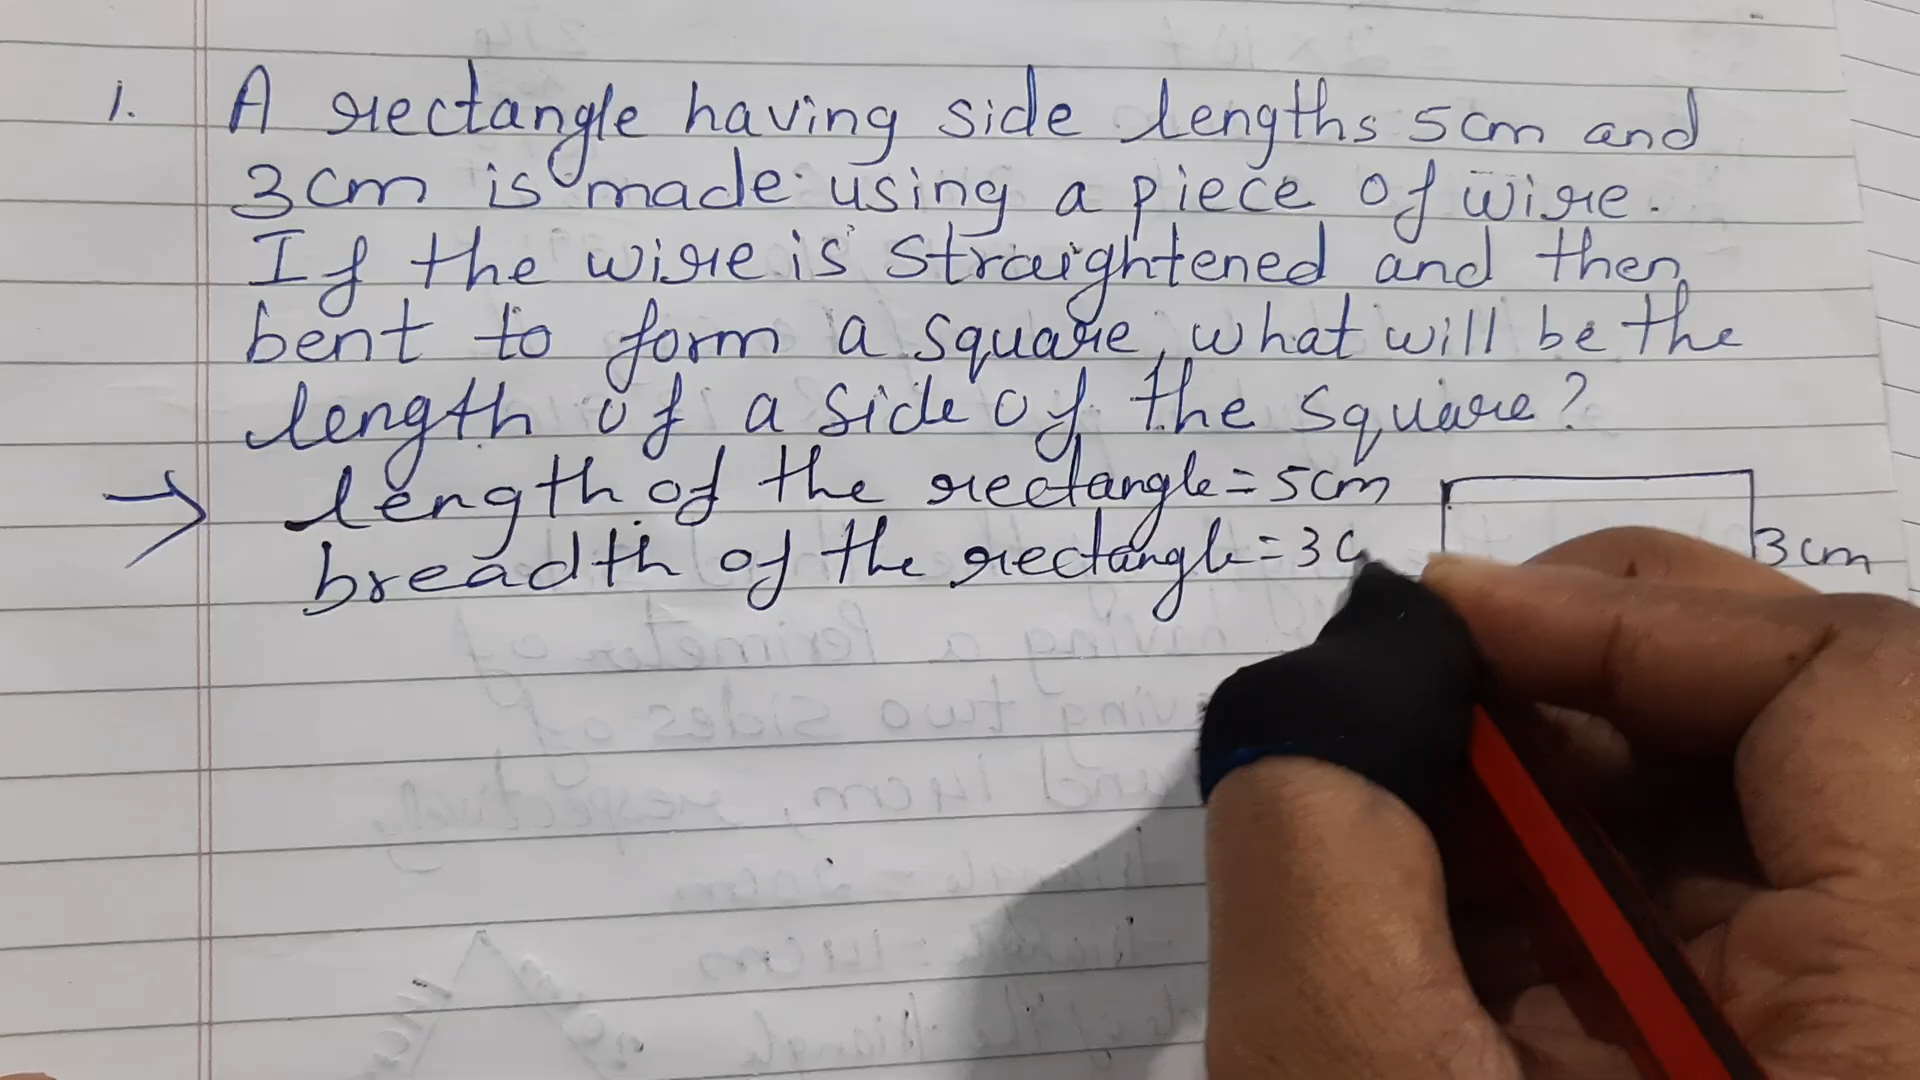 1. A rectangle having side lengths 5cm and
3cm is made using a piece of wire.
If the wire is straightened and then
bent to form a square, what will be the
length of a side of the square?
→ length of the rectangle = 5cm
breadth of the rectangle = 3c
3cm